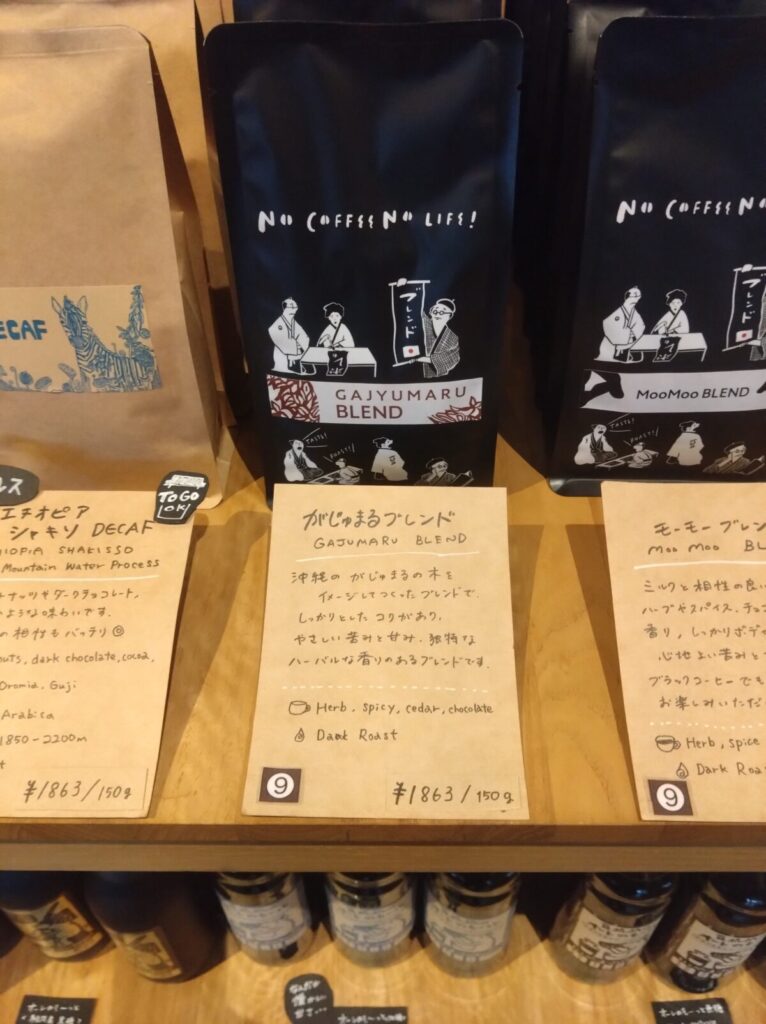 ECAF
No COFFEE No LIFE!
ブレンド
GAJYUMARU
BLEND
TASTE!
No COFFEE No
MooMoo BLEND
TASTE!
TO GO
OK
エチオピア
シャキソ DECAF
IOPIA SHAKISSO
Mountain Water Process
ナッツやダークチョコレート、
ような味わいです。
の相性もバッチリ
uts, dark chocolate, cocoa,
Oromia, Guji
Arabica
1850-2200m
¥1863/150g
がじゅまるブレンド
GAJUMARU BLEND
沖縄の がじゅまるの木を
イメージしてつくったブレンドで、
しっかりとしたコクがあり、
やさしい苦みと甘み、独特な
ハーバルな香りのあるブレンドです。
Herb, spicy, cedar, chocolate
Dark Roast
9
¥1863/150g
モーモーブレン
Moo Moo BL
ミルクと相性の良い
ハーブやスパイス、チョコ
香り、しっかりボディ
心地よい苦みと
ブラックコーヒーでも
お楽しみいただ
Herb, spice
Dark Roa
9